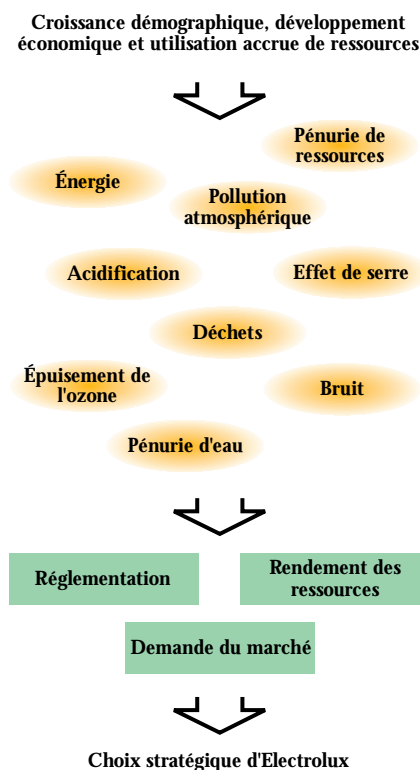 Croissance démographique, développement
économique et utilisation accrue de ressources
Pénurie de
ressources
Énergie
Pollution
atmosphérique
Acidification
Effet de serre
Déchets
Épuisement de
l'ozone
Bruit
Pénurie d'eau
Réglementation
Rendement des
ressources
Demande du marché
Choix stratégique d'Electrolux